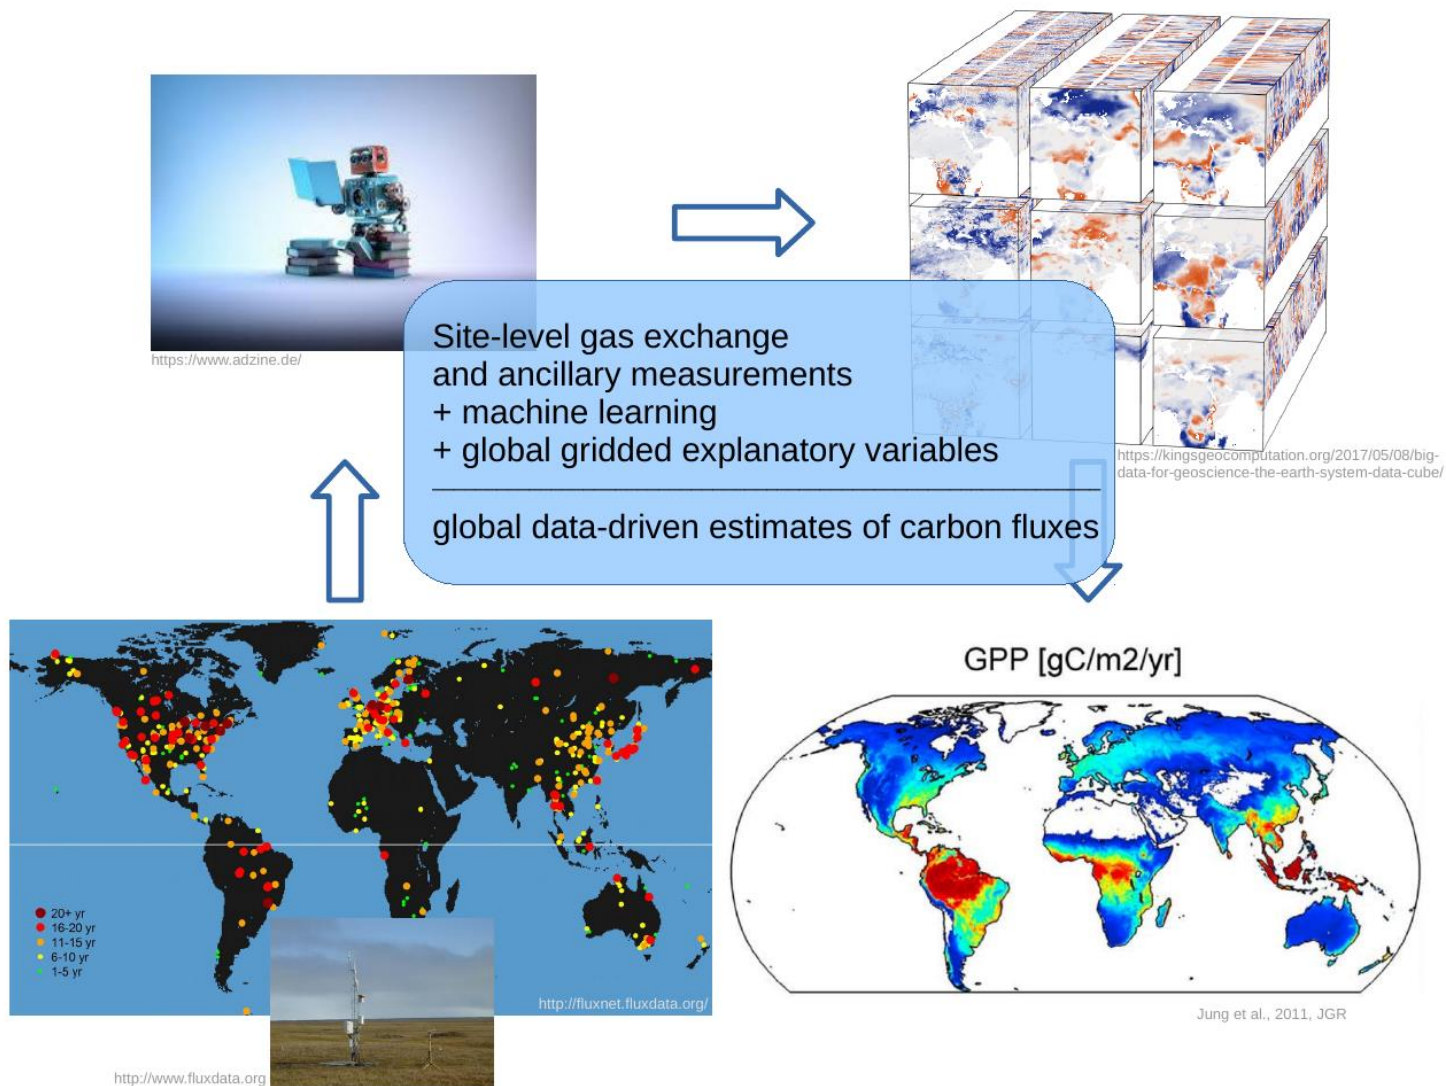 https://www.adzine.de/
Site-level gas exchange
and ancillary measurements
+ machine learning
+ global gridded explanatory variables
global data-driven estimates of carbon fluxes
https://kingsgeocomputation.org/2017/05/08/big-
data-for-geoscience-the-earth-system-data-cube/
20+ yr
16-20 yr
11-15 yr
6-10 yr
1-5 yr
http://fluxnet.fluxdata.org/
http://www.fluxdata.org
GPP [gC/m2/yr]
Jung et al., 2011, JGR